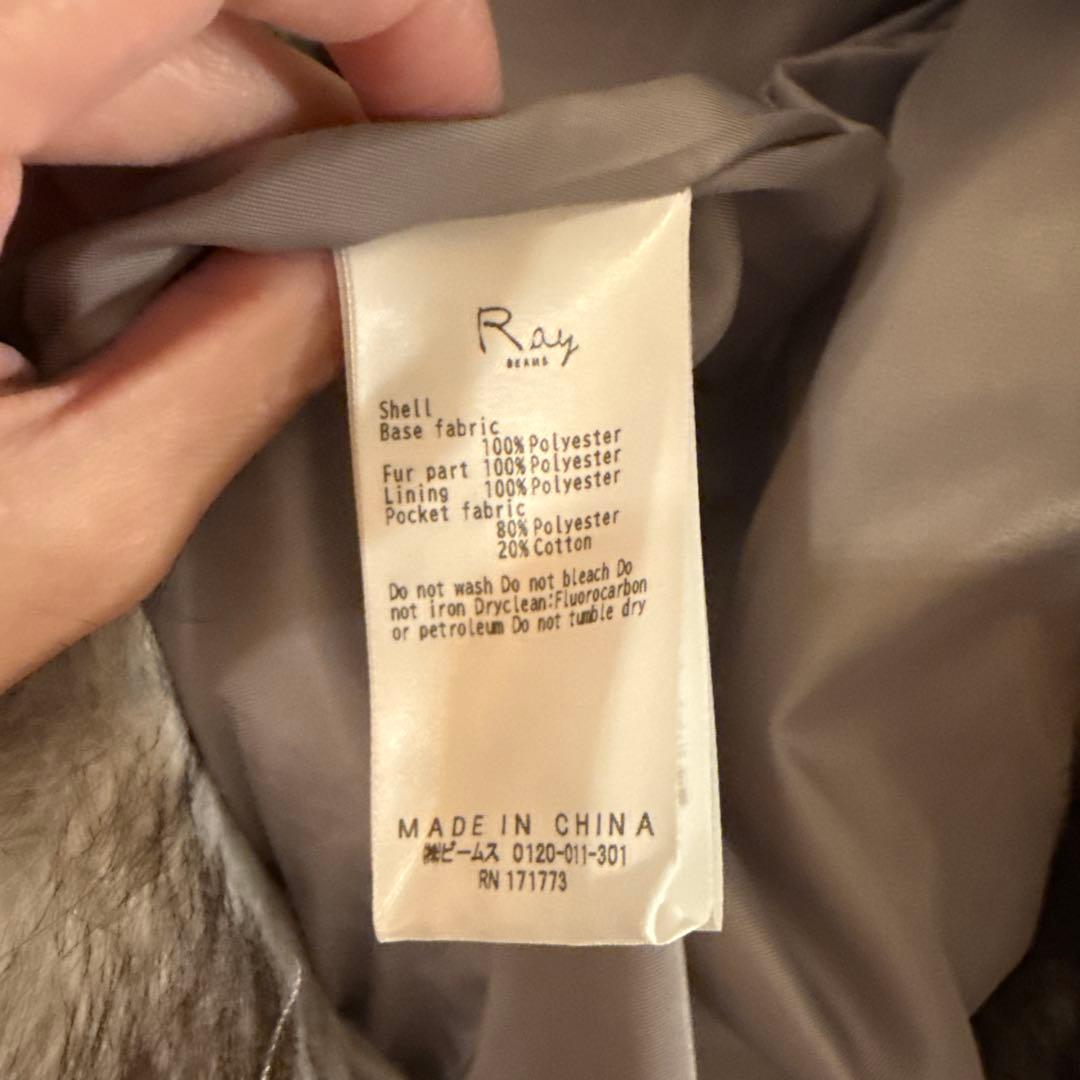 Ray
BEAMS
Shell
Base fabric
100% Polyester
Fur part 100% Polyester
Lining 100% Polyester
Pocket fabric
80% Polyester
20% Cotton
Do not wash Do not bleach Do
not iron Dryclean:Fluorocarbon
or petroleum Do not tumble dry
MADE IN CHINA
㈱ビームス 0120-011-301
RN 171773